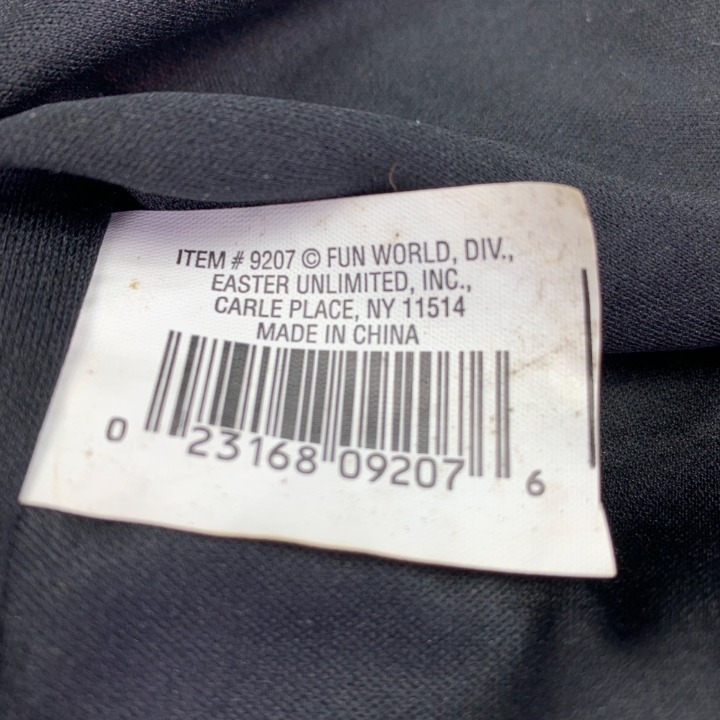 ITEM # 9207 © FUN WORLD, DIV.,
EASTER UNLIMITED, INC.,
CARLE PLACE, NY 11514
MADE IN CHINA
0 23168 09207 6